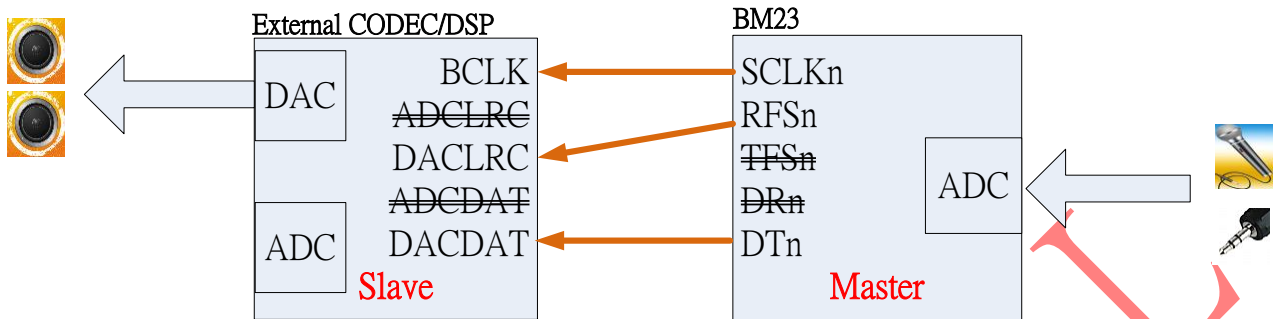 External CODEC/DSP
DAC
BCLK
ADCLRC
DACLRC
ADCDAT
DACDAT
ADC
Slave
BM23
SCLKn
RFSn
TFSn
DRn
DTn
ADC
Master